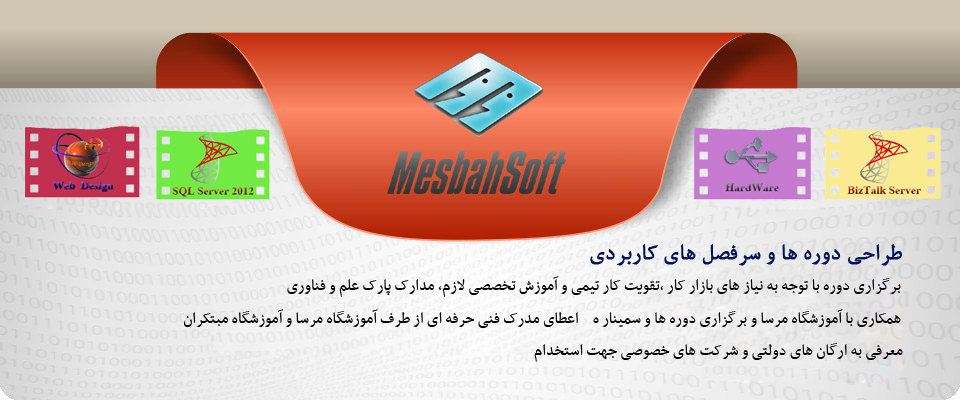 MesbahSoft
Web Design
SQL Server 2012
HardWare
BizTalk Server
طراحی دوره ها و سرفصل های کاربردی
برگزاری دوره با توجه به نیاز های بازار کار ،تقویت کار تیمی و آموزش تخصصی لازم، مدارک پارک علم و فناوری
همکاری با آموزشگاه مرسا و برگزاری دوره ها و سمینار ه اعطای مدرک فنی حرفه ای از طرف آموزشگاه مرسا و آموزشگاه مبتکران
معرفی به ارگان های دولتی و شرکت های خصوصی جهت استخدام